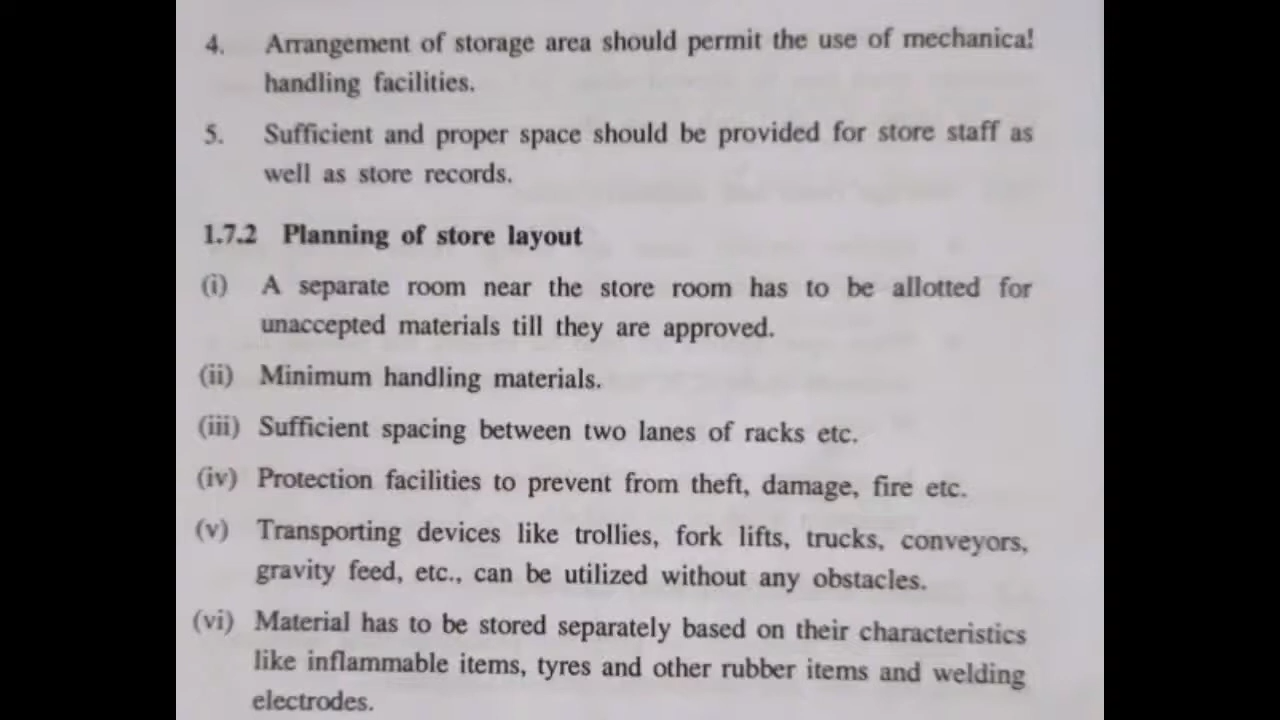 4. Arrangement of storage area should permit the use of mechanical
handling facilities.
5. Sufficient and proper space should be provided for store staff as
well as store records.
1.7.2 Planning of store layout
(i) A separate room near the store room has to be allotted for
unaccepted materials till they are approved.
(ii) Minimum handling materials.
(iii) Sufficient spacing between two lanes of racks etc.
(iv) Protection facilities to prevent from theft, damage, fire etc.
(v) Transporting devices like trollies, fork lifts, trucks, conveyors,
gravity feed, etc., can be utilized without any obstacles.
(vi) Material has to be stored separately based on their characteristics
like inflammable items, tyres and other rubber items and welding
electrodes.